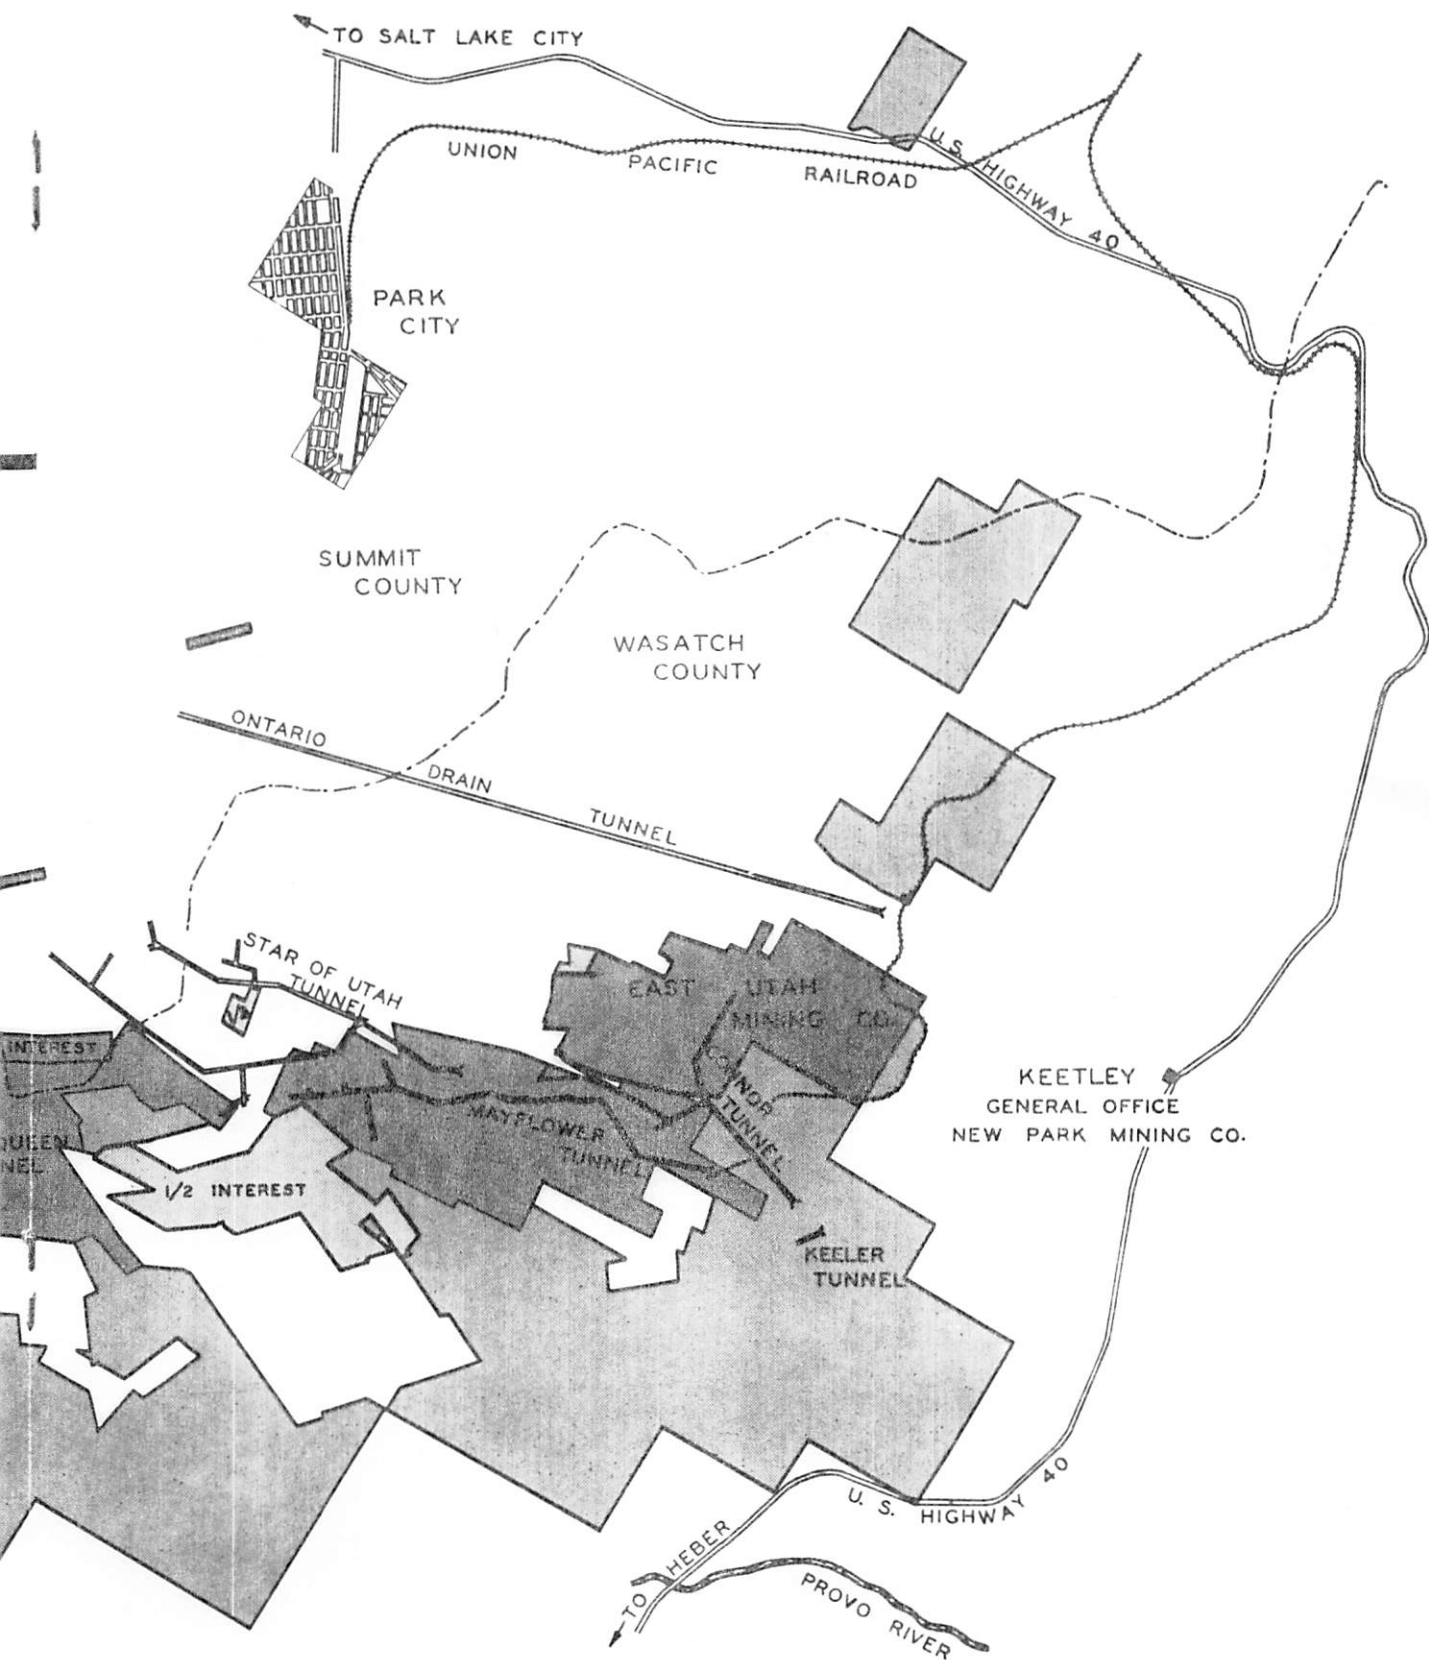 TO SALT LAKE CITY
UNION PACIFIC RAILROAD
U.S. HIGHWAY 40
PARK
CITY
SUMMIT
COUNTY
WASATCH
COUNTY
ONTARIO DRAIN TUNNEL
STAR OF UTAH
TUNNEL
EAST UTAH
MINING CO.
INTEREST
CONNOR
TUNNEL
MAYFLOWER
TUNNEL
QUEEN
NEL
1/2 INTEREST
KEETLEY
GENERAL OFFICE
NEW PARK MINING CO.
KEELER
TUNNEL
U. S. HIGHWAY 40
TO HEBER
PROVO RIVER